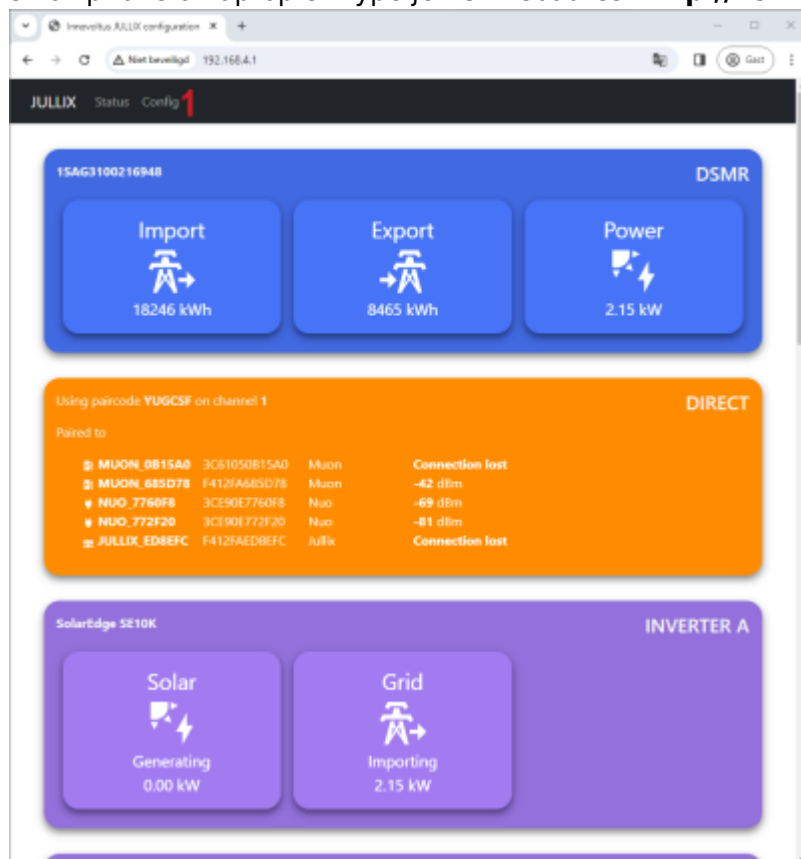 Innovoltus JULLIX configuration
Niet beveiligd 192.168.4.1 Gast
JULLIX Status Config 1
1SAG3100216948 DSMR
Import Export Power
18246 kWh 8465 kWh 2.15 kW
Using paircode YUGCSF on channel 1 DIRECT
Paired to
MUON_0B15A0 3C61050B15A0 Muon Connection lost
MUON_685D78 F412FA685D78 Muon -42 dBm
NUO_7760F8 3CE90E7760F8 Nuo -69 dBm
NUO_772F20 3CE90E772F20 Nuo -81 dBm
JULLIX_ED8EFC F412FAED8EFC Jullix Connection lost
SolarEdge SE10K INVERTER A
Solar Grid
Generating Importing
0.00 kW 2.15 kW